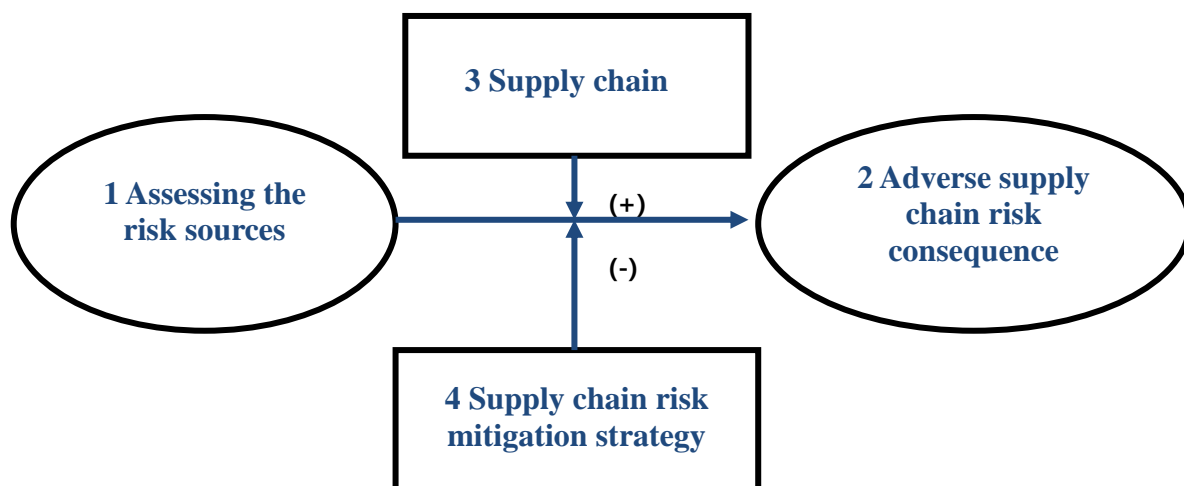 3 Supply chain
1 Assessing the
risk sources
(+)
2 Adverse supply
chain risk
consequence
(-)
4 Supply chain risk
mitigation strategy